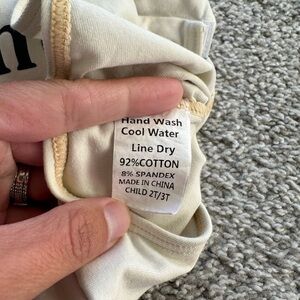 Hand Wash
Cool Water
Line Dry
92%COTTON
8% SPANDEX
MADE IN CHINA
CHILD 2T/3T